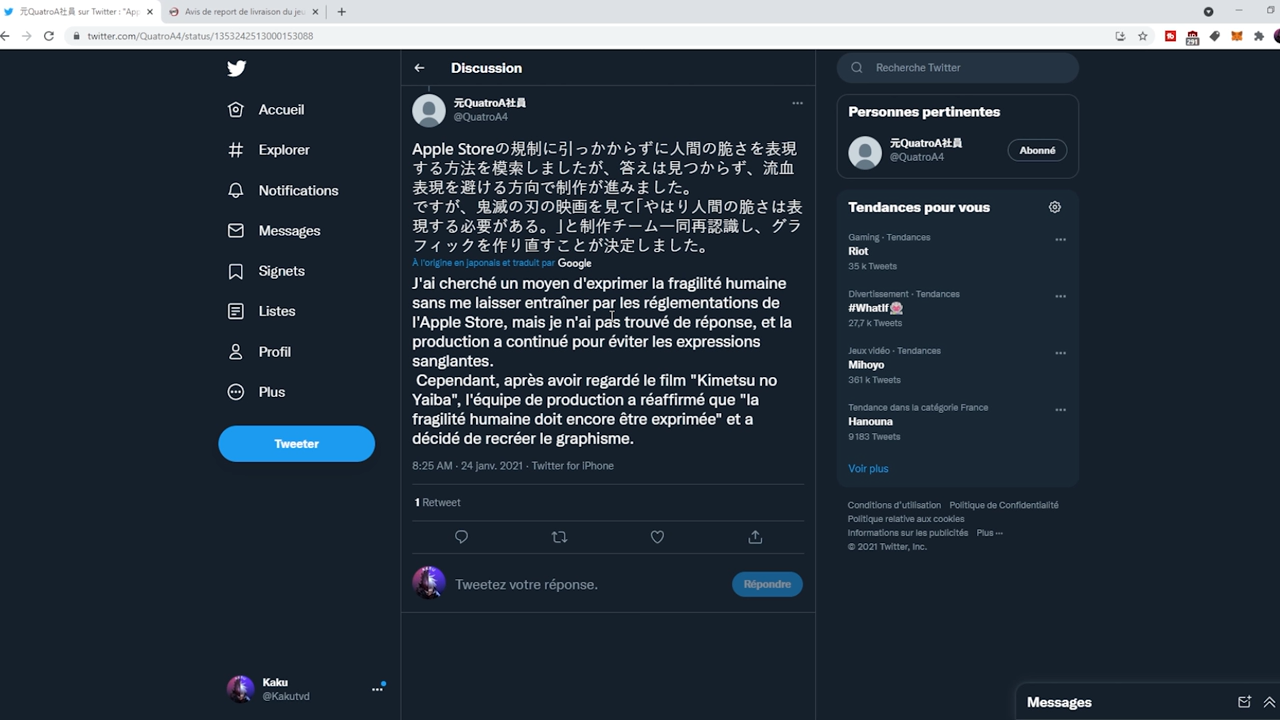 元QuatroA社員 sur Twitter : "App
Avis de report de livraison du jeu
twitter.com/QuatroA4/status/1353242513000153088
291
Accueil
Explorer
Notifications
Messages
Signets
Listes
Profil
Plus
Tweeter
Kaku
@Kakutvd
Discussion
元QuatroA社員
@QuatroA4
Apple Storeの規制に引っかからずに人間の脆さを表現
する方法を模索しましたが、答えは見つからず、流血
表現を避ける方向で制作が進みました。
ですが、鬼滅の刃の映画を見て「やはり人間の脆さは表
現する必要がある。」と制作チーム一同再認識し、グラ
フィックを作り直すことが決定しました。
À l'origine en japonais et traduit par Google
J'ai cherché un moyen d'exprimer la fragilité humaine
sans me laisser entraîner par les réglementations de
l'Apple Store, mais je n'ai pas trouvé de réponse, et la
production a continué pour éviter les expressions
sanglantes.
Cependant, après avoir regardé le film "Kimetsu no
Yaiba", l'équipe de production a réaffirmé que "la
fragilité humaine doit encore être exprimée" et a
décidé de recréer le graphisme.
8:25 AM · 24 janv. 2021 · Twitter for iPhone
1 Retweet
Tweetez votre réponse.
Répondre
Recherche Twitter
Personnes pertinentes
元QuatroA社員
@QuatroA4
Abonné
Tendances pour vous
Gaming · Tendances
Riot
35 k Tweets
Divertissement · Tendances
#WhatIf
27,7 k Tweets
Jeux vidéo · Tendances
Mihoyo
361 k Tweets
Tendance dans la catégorie France
Hanouna
9 183 Tweets
Voir plus
Conditions d'utilisation Politique de Confidentialité
Politique relative aux cookies
Informations sur les publicités Plus ···
© 2021 Twitter, Inc.
Messages